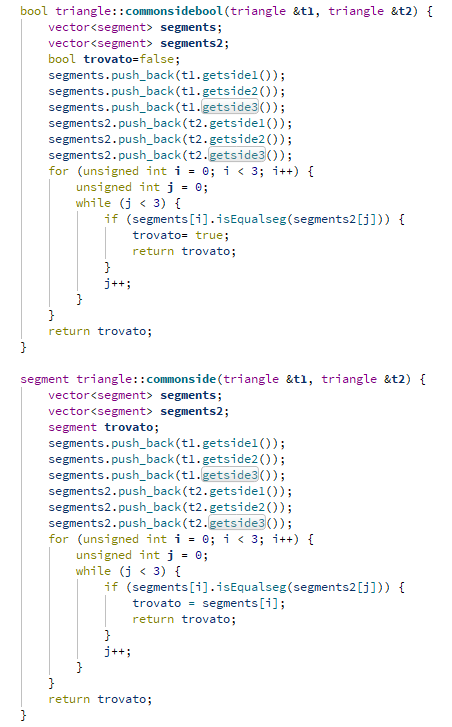 bool triangle::commonsidebool(triangle &t1, triangle &t2) {
    vector<segment> segments;
    vector<segment> segments2;
    bool trovato=false;
    segments.push_back(t1.getside1());
    segments.push_back(t1.getside2());
    segments.push_back(t1.getside3());
    segments2.push_back(t2.getside1());
    segments2.push_back(t2.getside2());
    segments2.push_back(t2.getside3());
    for (unsigned int i = 0; i < 3; i++) {
        unsigned int j = 0;
        while (j < 3) {
            if (segments[i].isEqualseg(segments2[j])) {
                trovato= true;
                return trovato;
            }
            j++;
        }
    }
    return trovato;
}
segment triangle::commonside(triangle &t1, triangle &t2) {
    vector<segment> segments;
    vector<segment> segments2;
    segment trovato;
    segments.push_back(t1.getside1());
    segments.push_back(t1.getside2());
    segments.push_back(t1.getside3());
    segments2.push_back(t2.getside1());
    segments2.push_back(t2.getside2());
    segments2.push_back(t2.getside3());
    for (unsigned int i = 0; i < 3; i++) {
        unsigned int j = 0;
        while (j < 3) {
            if (segments[i].isEqualseg(segments2[j])) {
                trovato = segments[i];
                return trovato;
            }
            j++;
        }
    }
    return trovato;
}